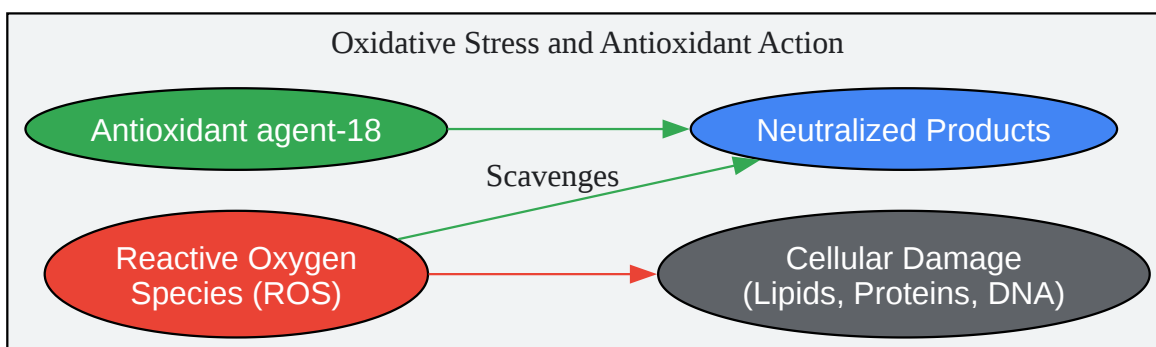 Oxidative Stress and Antioxidant Action
Antioxidant agent-18
Neutralized Products
Scavenges
Reactive Oxygen
Species (ROS)
Cellular Damage
(Lipids, Proteins, DNA)